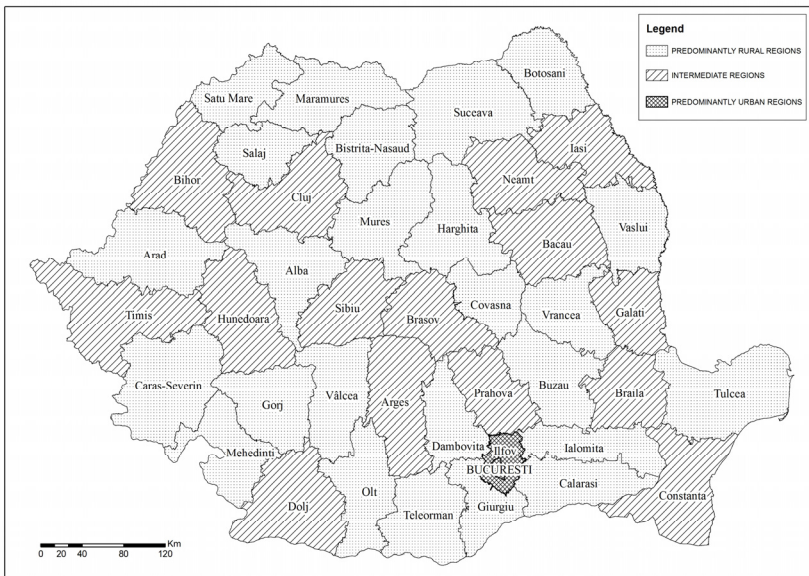 Legend
PREDOMINANTLY RURAL REGIONS
INTERMEDIATE REGIONS
PREDOMINANTLY URBAN REGIONS
Botosani
Satu Mare
Maramures
Suceava
Salaj
Bistrita-Nasaud
Iasi
Bihor
Cluj
Neamt
Mures
Harghita
Vaslui
Bacau
Arad
Alba
Covasna
Timis
Hunedoara
Sibiu
Brasov
Vrancea
Galati
Caras-Severin
Gorj
Vâlcea
Arges
Prahova
Buzau
Braila
Tulcea
Mehedinti
Dambovita
Ilfov
Ialomita
BUCURESTI
Calarasi
Constanta
Dolj
Olt
Teleorman
Giurgiu
Km
0 20 40 80 120